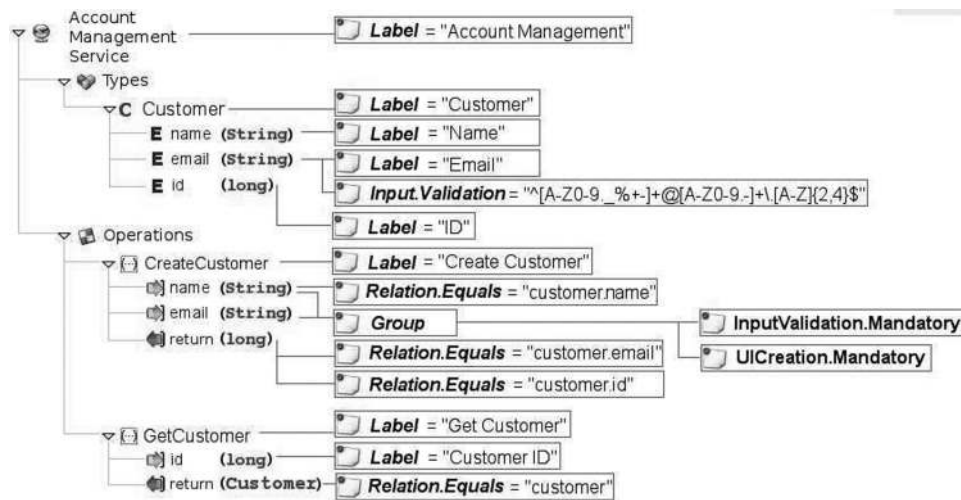 Account
Management
Service
Label = "Account Management"
Types
C Customer
Label = "Customer"
E name (String)
Label = "Name"
E email (String)
Label = "Email"
Input.Validation = "^[A-Z0-9._%+-]+@[A-Z0-9.-]+\.[A-Z]{2,4}$"
E id (long)
Label = "ID"
Operations
CreateCustomer
Label = "Create Customer"
name (String)
Relation.Equals = "customer.name"
email (String)
Group
InputValidation.Mandatory
UICreation.Mandatory
return (long)
Relation.Equals = "customer.email"
Relation.Equals = "customer.id"
GetCustomer
Label = "Get Customer"
id (long)
Label = "Customer ID"
return (Customer)
Relation.Equals = "customer"